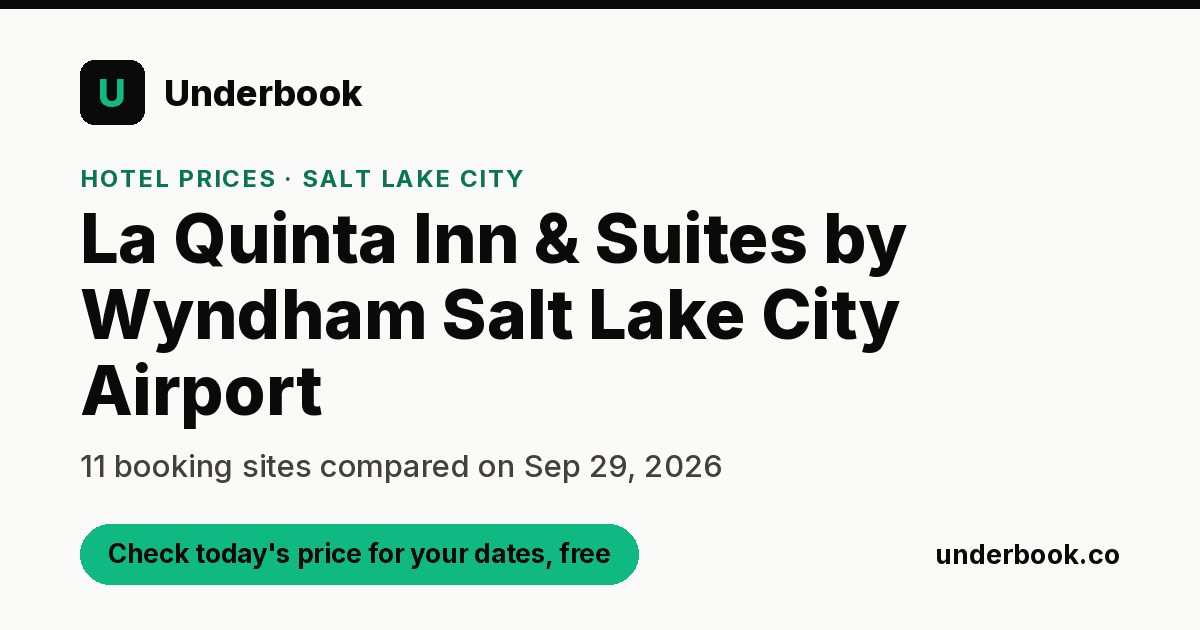 U Underbook
HOTEL PRICES · SALT LAKE CITY
La Quinta Inn & Suites by
Wyndham Salt Lake City
Airport
11 booking sites compared on Sep 29, 2026
Check today's price for your dates, free
underbook.co